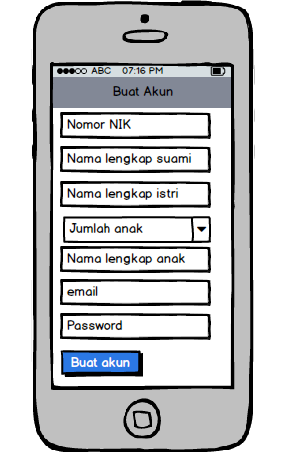 ABC 07:16 PM
Buat Akun
Nomor NIK
Nama lengkap suami
Nama lengkap istri
Jumlah anak
Nama lengkap anak
email
Password
Buat akun